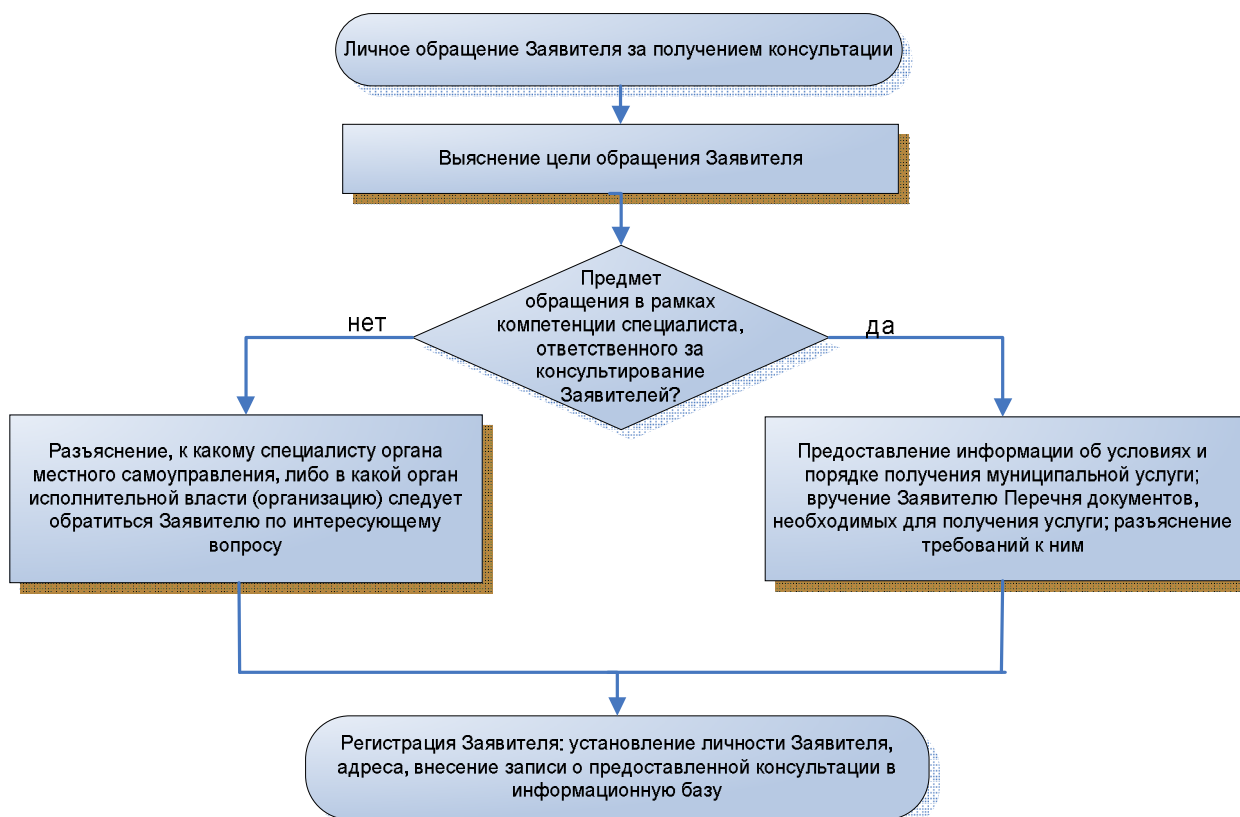 Личное обращение Заявителя за получением консультации
Выяснение цели обращения Заявителя
Предмет
обращения в рамках
компетенции специалиста,
ответственного за
консультирование
Заявителей?
нет
да
Разъяснение, к какому специалисту органа
местного самоуправления, либо в какой орган
исполнительной власти (организацию) следует
обратиться Заявителю по интересующему
вопросу
Предоставление информации об условиях и
порядке получения муниципальной услуги;
вручение Заявителю Перечня документов,
необходимых для получения услуги; разъяснение
требований к ним
Регистрация Заявителя: установление личности Заявителя,
адреса, внесение записи о предоставленной консультации в
информационную базу